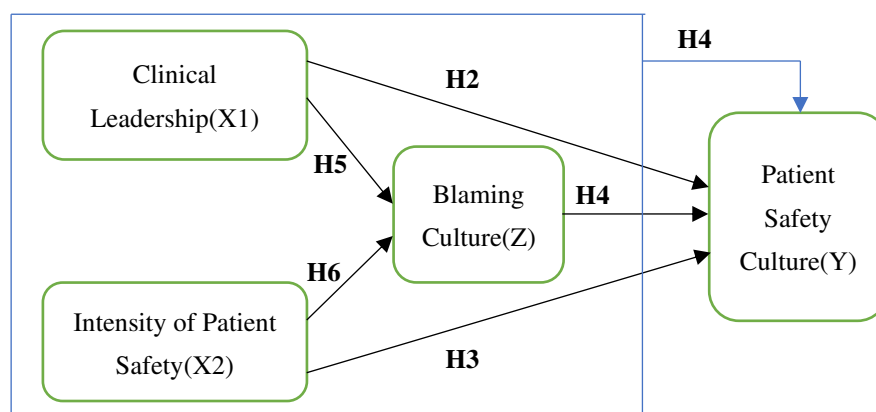 H4
Clinical
Leadership(X1)
H2
H5
Blaming
Culture(Z)
H4
Patient
Safety
Culture(Y)
H6
Intensity of Patient
Safety(X2)
H3